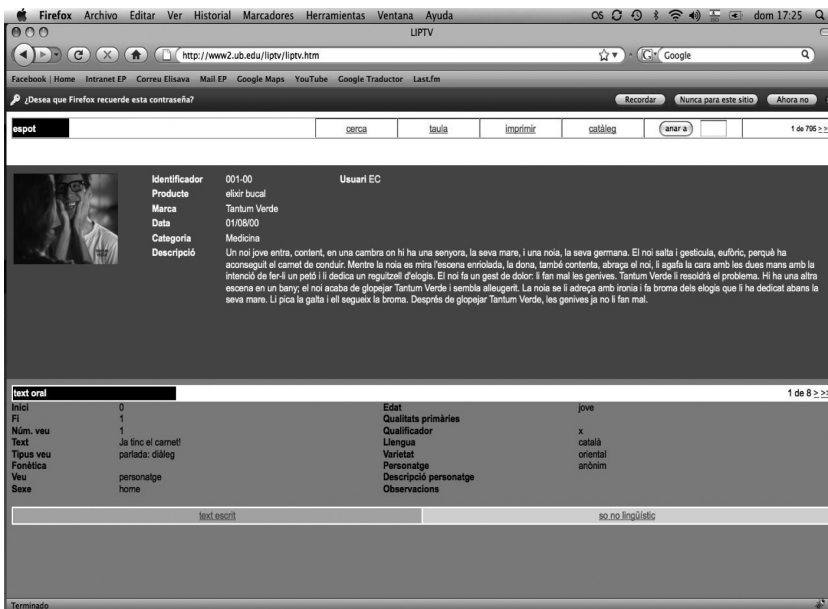 Firefox Archivo Editar Ver Historial Marcadores Herramientas Ventana Ayuda dom 17:25
LIPTV
http://www2.ub.edu/liptv/liptv.htm Google
Facebook | Home Intranet EP Correu Elisava Mail EP Google Maps YouTube Google Traductor Last.fm
¿Desea que Firefox recuerde esta contraseña? Recordar Nunca para este sitio Ahora no
espot cerca taula imprimir catàleg anar a 1 de 795 > >
Identificador 001-00 Usuari EC
Producte elixir bucal
Marca Tantum Verde
Data 01/08/00
Categoria Medicina
Descripció Un noi jove entra, content, en una cambra on hi ha una senyora, la seva mare, i una noia, la seva germana. El noi salta i gesticula, eufòric, perquè ha
aconseguit el carnet de conduir. Mentre la noia es mira l'escena enriolada, la dona, també contenta, abraça el noi, li agafa la cara amb les dues mans amb la
intenció de fer-li un petó i li dedica un reguitzell d'elogis. El noi fa un gest de dolor: li fan mal les genives. Tantum Verde li resoldrà el problema. Hi ha una altra
escena en un bany; el noi acaba de glopejar Tantum Verde i sembla alleugerit. La noia se li adreça amb ironia i fa broma dels elogis que li ha dedicat abans la
seva mare. Li pica la galta i ell segueix la broma. Després de glopejar Tantum Verde, les genives ja no li fan mal.
text oral 1 de 8 > >>
Inici 0 Edat jove
Fi 1 Qualitats primàries
Núm. veu 1 Qualificador x
Text Ja tinc el carnet! Llengua català
Tipus veu parlada: diàleg Varietat oriental
Fonètica Personatge anònim
Veu personatge Descripció personatge
Sexe home Observacions
text escrit so no lingüístic
Terminado